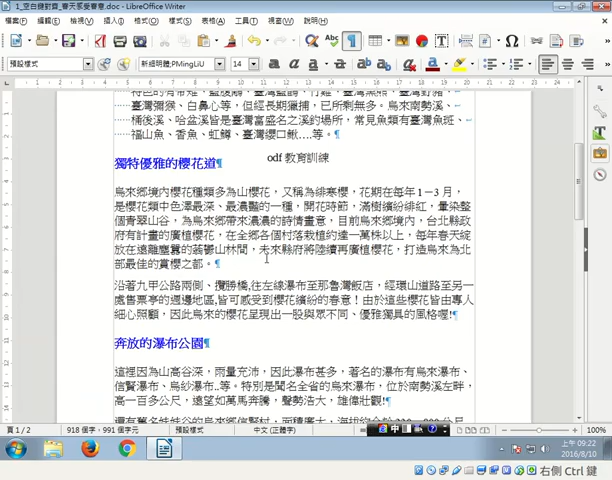 1_空白鍵對齊_春天感受春意.doc - LibreOffice Writer
檔案(F) 編輯(E) 檢視(V) 插入(I) 格式(O) 樣式(S) 表格(A) 工具(T) 視窗(W) 說明(H)
預設樣式 新細明體;PMingLiU 14
臺灣獼猴、白鼻心等，但經長期獵捕，已所剩無多。烏來南勢溪、
桶後溪、哈盆溪皆是臺灣富盛名之溪釣場所，常見魚類有臺灣魚斑、
福山魚、香魚、虹鱒、臺灣纓口鰍....等。
odf 教育訓練
獨特優雅的櫻花道
烏來鄉境內櫻花種類多為山櫻花，又稱為緋寒櫻，花期在每年1－3月，
是櫻花類中色澤最深、最濃豔的一種，開花時節，滿樹繽紛緋紅，暈染整
個青翠山谷，為烏來鄉帶來濃濃的詩情畫意，目前烏來鄉境內，台北縣政
府有計畫的廣植櫻花，在全鄉各個村落栽植約達一萬株以上，每年春天綻
放在遠離塵囂的蓊鬱山林間，未來縣府將陸續再廣植櫻花，打造烏來為北
部最佳的賞櫻之都。
沿著九甲公路兩側、攬勝橋,往左線瀑布至那魯灣飯店，經環山道路至另一
處售票亭的週邊地區,皆可感受到櫻花繽紛的春意！由於這些櫻花皆由專人
細心照顧，因此烏來的櫻花呈現出一股與眾不同、優雅獨具的風格喔!
奔放的瀑布公園
這裡因為山高谷深，雨量充沛，因此瀑布甚多，著名的瀑布有烏來瀑布、
信賢瀑布、烏紗瀑布..等。特別是聞名全省的烏來瀑布，位於南勢溪左畔，
高一百多公尺，遠望如萬馬奔騰，聲勢浩大，雄偉壯觀!
頁 1 / 2 918 個字，991 個字元 預設樣式 中文 (正體字) 100%
上午 09:22
2016/8/10
右側 Ctrl 鍵